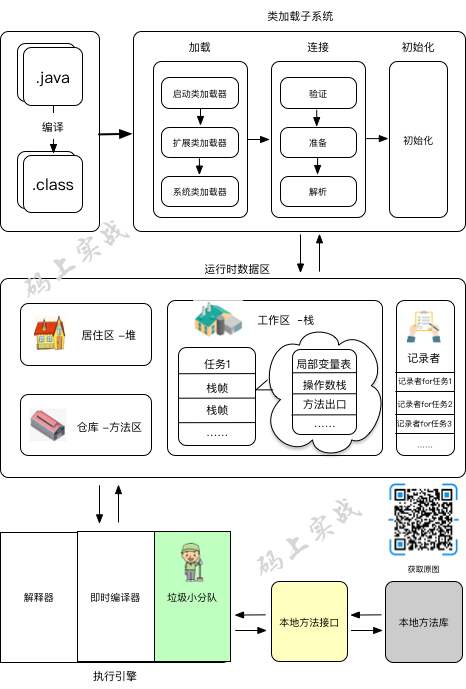 类加载子系统
.java
编译
.class
加载
启动类加载器
扩展类加载器
系统类加载器
连接
验证
准备
解析
初始化
初始化
码上实战
运行时数据区
居住区 -堆
仓库 -方法区
工作区 -栈
任务1
栈帧
栈帧
......
局部变量表
操作数栈
方法出口
......
记录者
记录者for任务1
记录者for任务2
记录者for任务3
......
解释器
即时编译器
垃圾小分队
执行引擎
码上实战
本地方法接口
本地方法库
获取原图